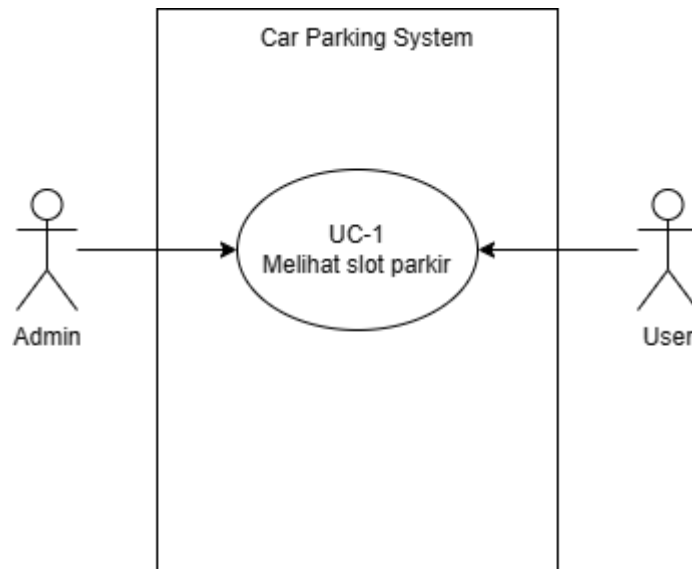 Car Parking System
UC-1
Melihat slot parkir
Admin
User